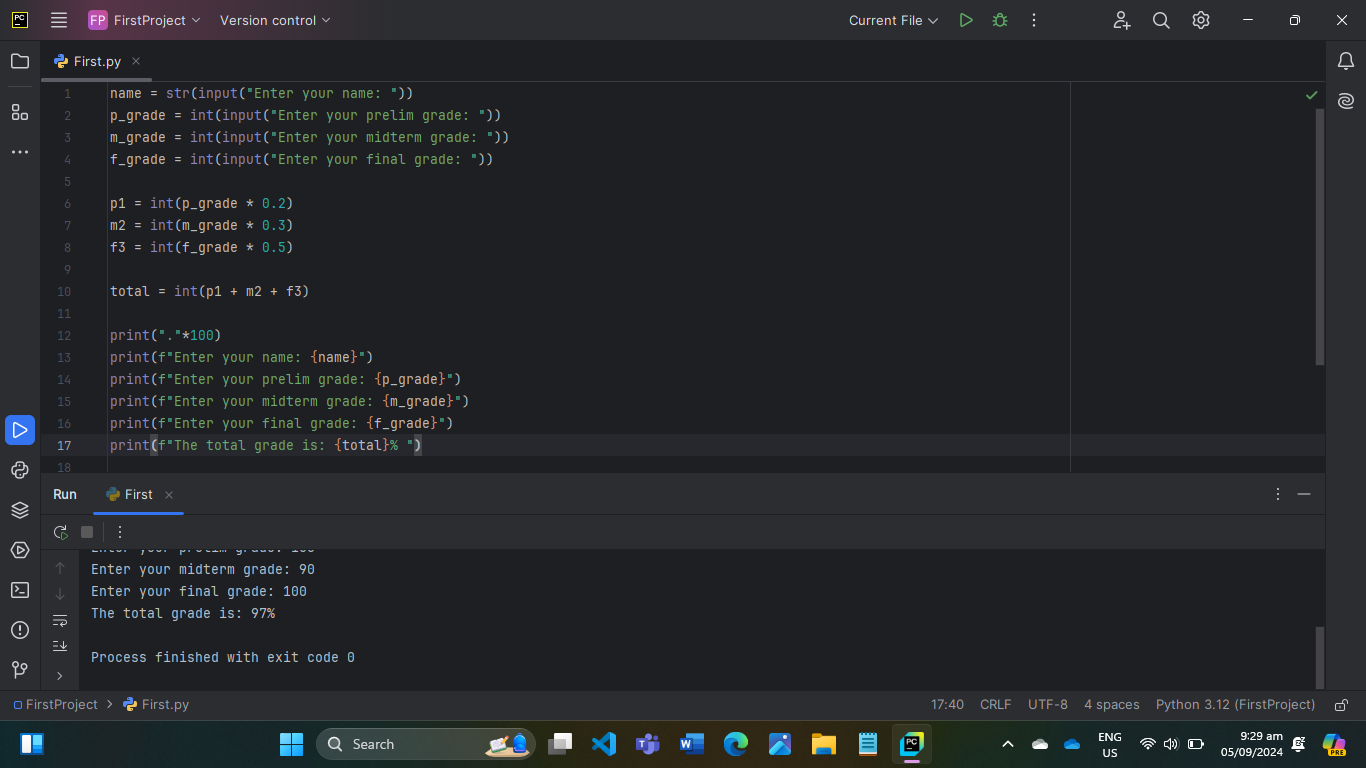 PC
FP FirstProject Version control Current File
First.py
1 name = str(input("Enter your name: "))
2 p_grade = int(input("Enter your prelim grade: "))
3 m_grade = int(input("Enter your midterm grade: "))
4 f_grade = int(input("Enter your final grade: "))
5
6 p1 = int(p_grade * 0.2)
7 m2 = int(m_grade * 0.3)
8 f3 = int(f_grade * 0.5)
9
10 total = int(p1 + m2 + f3)
11
12 print("."*100)
13 print(f"Enter your name: {name}")
14 print(f"Enter your prelim grade: {p_grade}")
15 print(f"Enter your midterm grade: {m_grade}")
16 print(f"Enter your final grade: {f_grade}")
17 print(f"The total grade is: {total}% ")
18
Run First
Enter your prelim grade: 100
Enter your midterm grade: 90
Enter your final grade: 100
The total grade is: 97%
Process finished with exit code 0
FirstProject > First.py 17:40 CRLF UTF-8 4 spaces Python 3.12 (FirstProject)
Search
ENG
US
9:29 am
05/09/2024
PRE